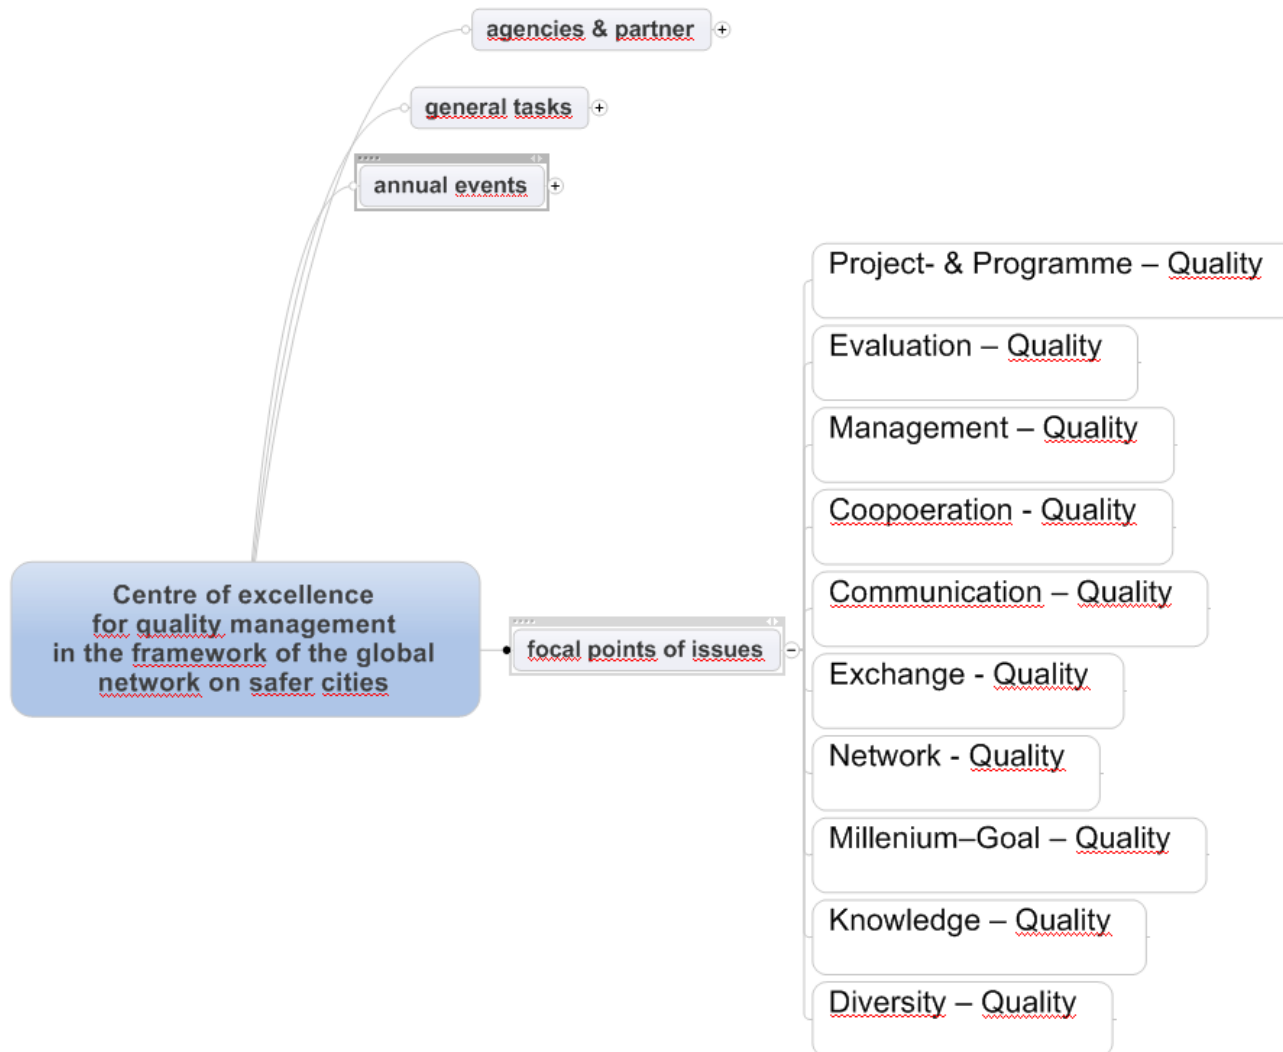 agencies & partner
general tasks
annual events
Project- & Programme – Quality
Evaluation – Quality
Management – Quality
Coopoeration - Quality
Centre of excellence
for quality management
in the framework of the global
network on safer cities
focal points of issues
Communication – Quality
Exchange - Quality
Network - Quality
Millenium–Goal – Quality
Knowledge – Quality
Diversity – Quality